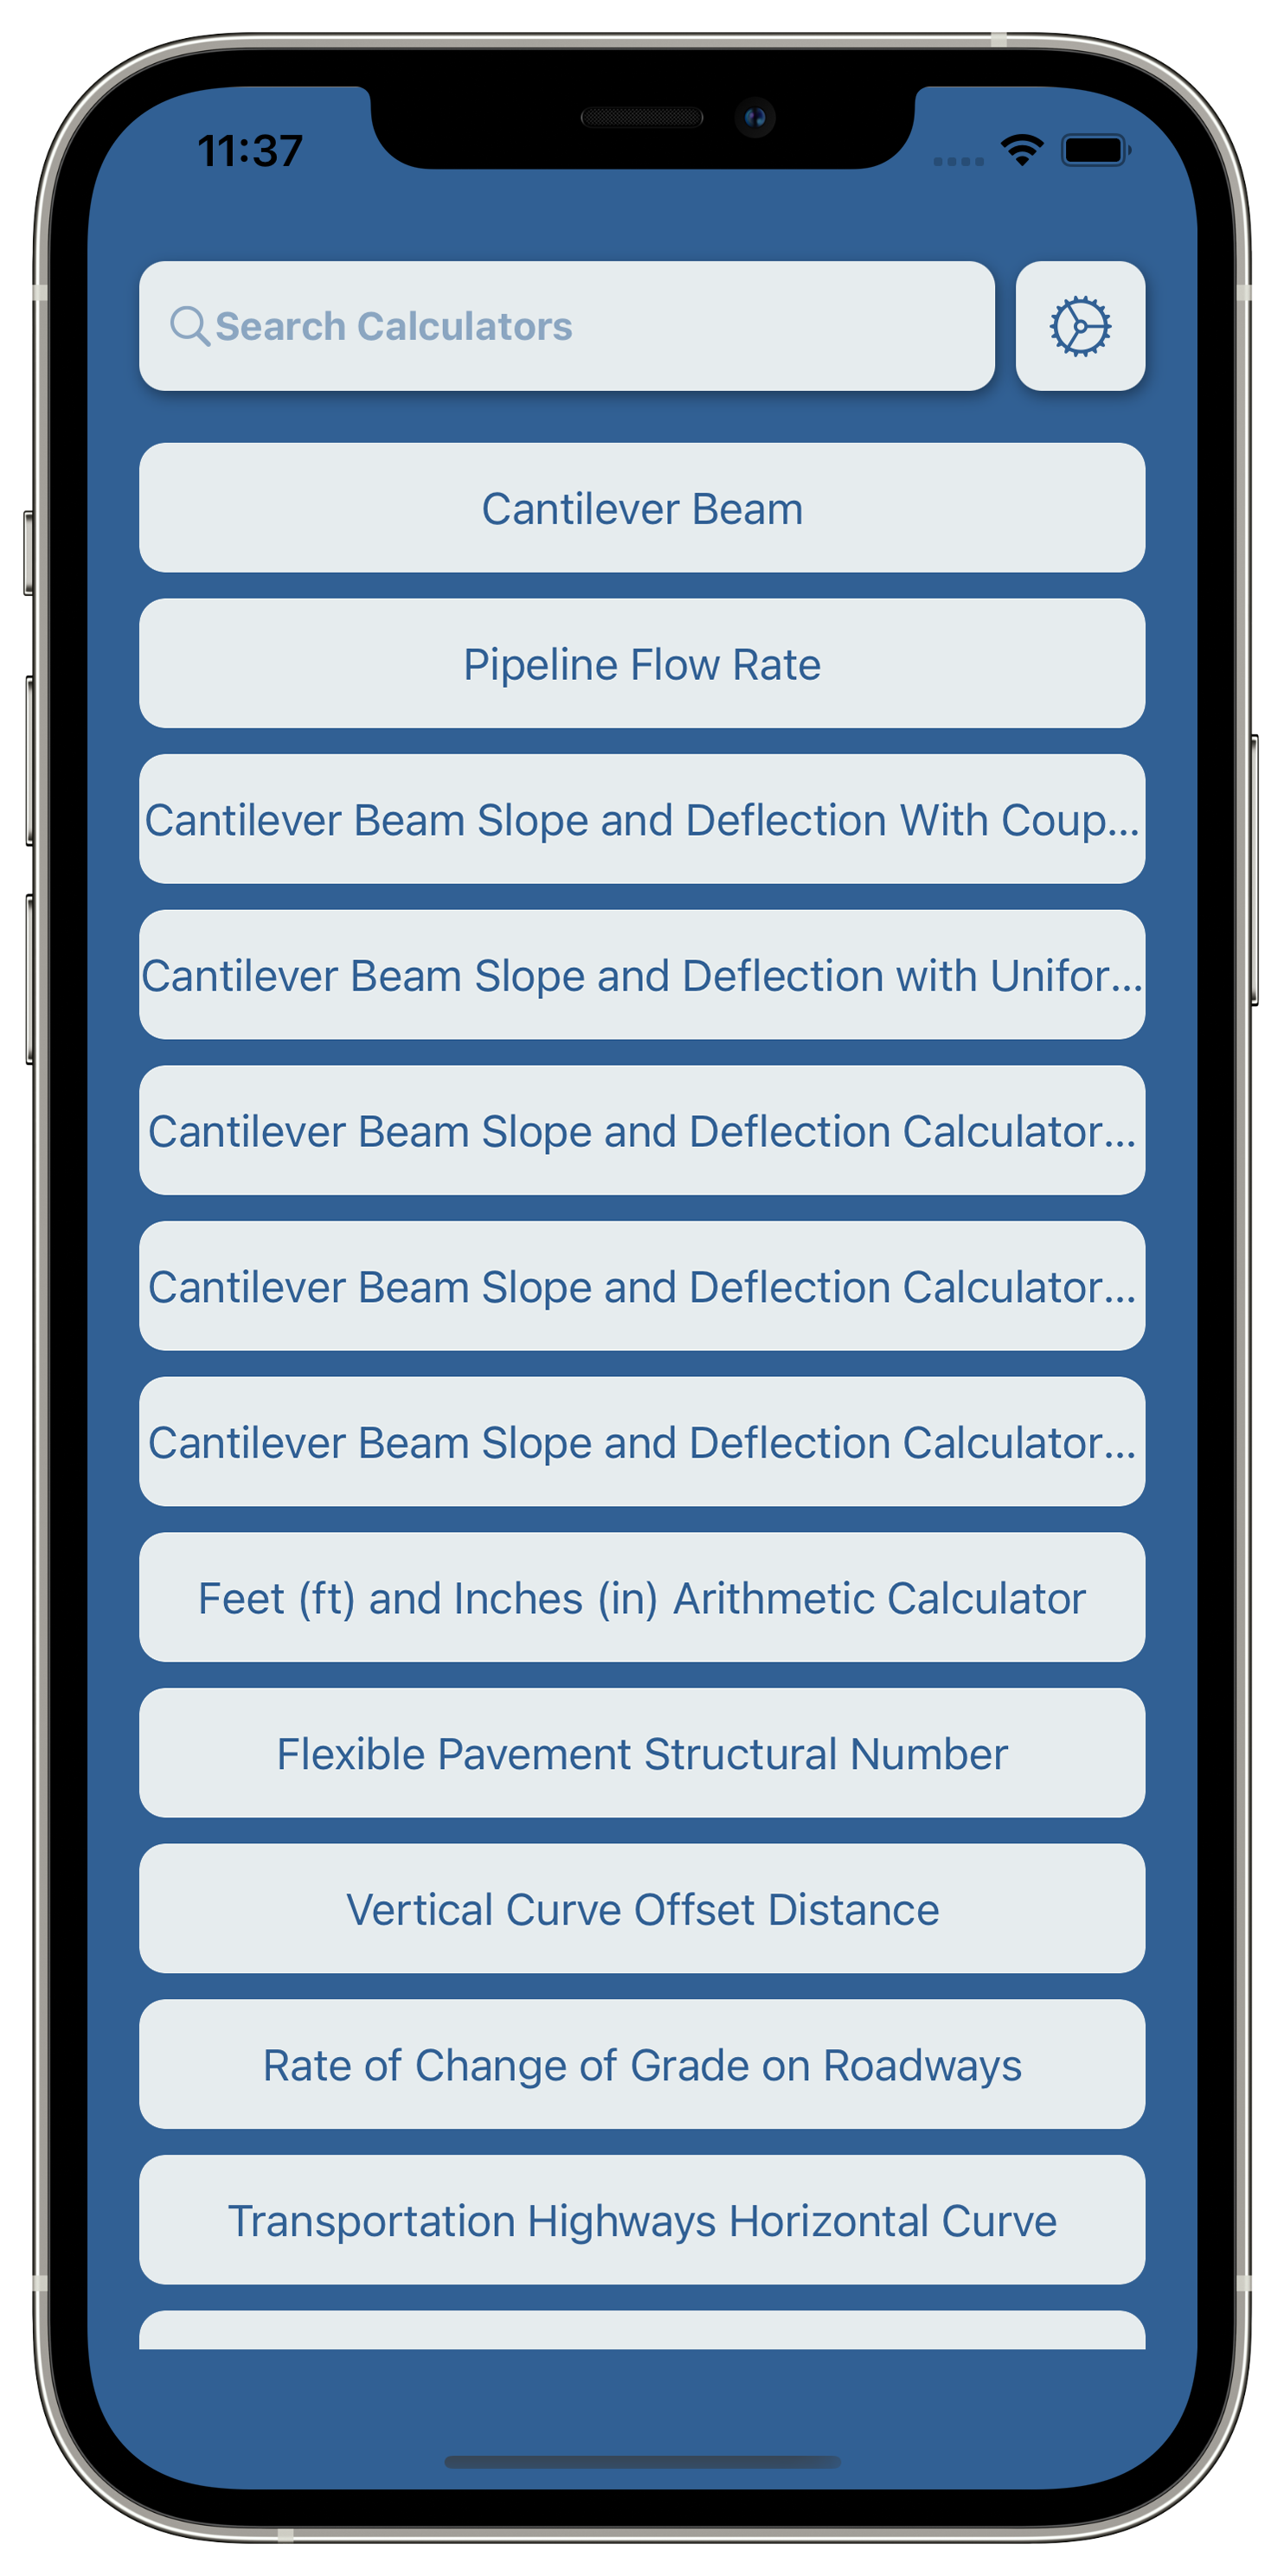 11:37
Search Calculators
Cantilever Beam
Pipeline Flow Rate
Cantilever Beam Slope and Deflection With Coup...
Cantilever Beam Slope and Deflection with Unifor...
Cantilever Beam Slope and Deflection Calculator...
Cantilever Beam Slope and Deflection Calculator...
Cantilever Beam Slope and Deflection Calculator...
Feet (ft) and Inches (in) Arithmetic Calculator
Flexible Pavement Structural Number
Vertical Curve Offset Distance
Rate of Change of Grade on Roadways
Transportation Highways Horizontal Curve